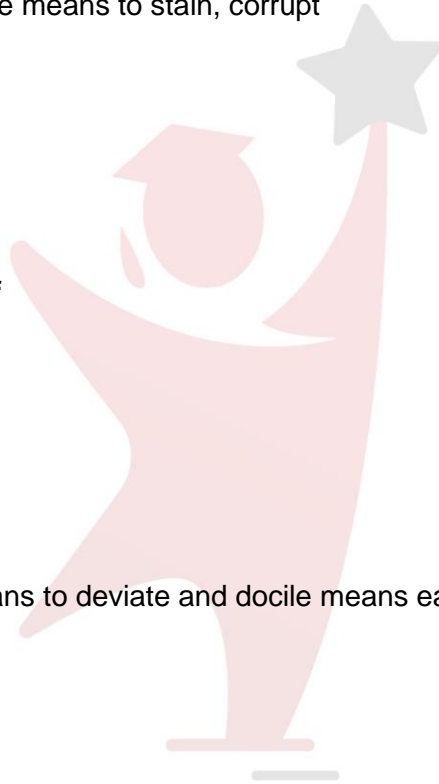 e means to stain, corrupt
ans to deviate and docile means ea